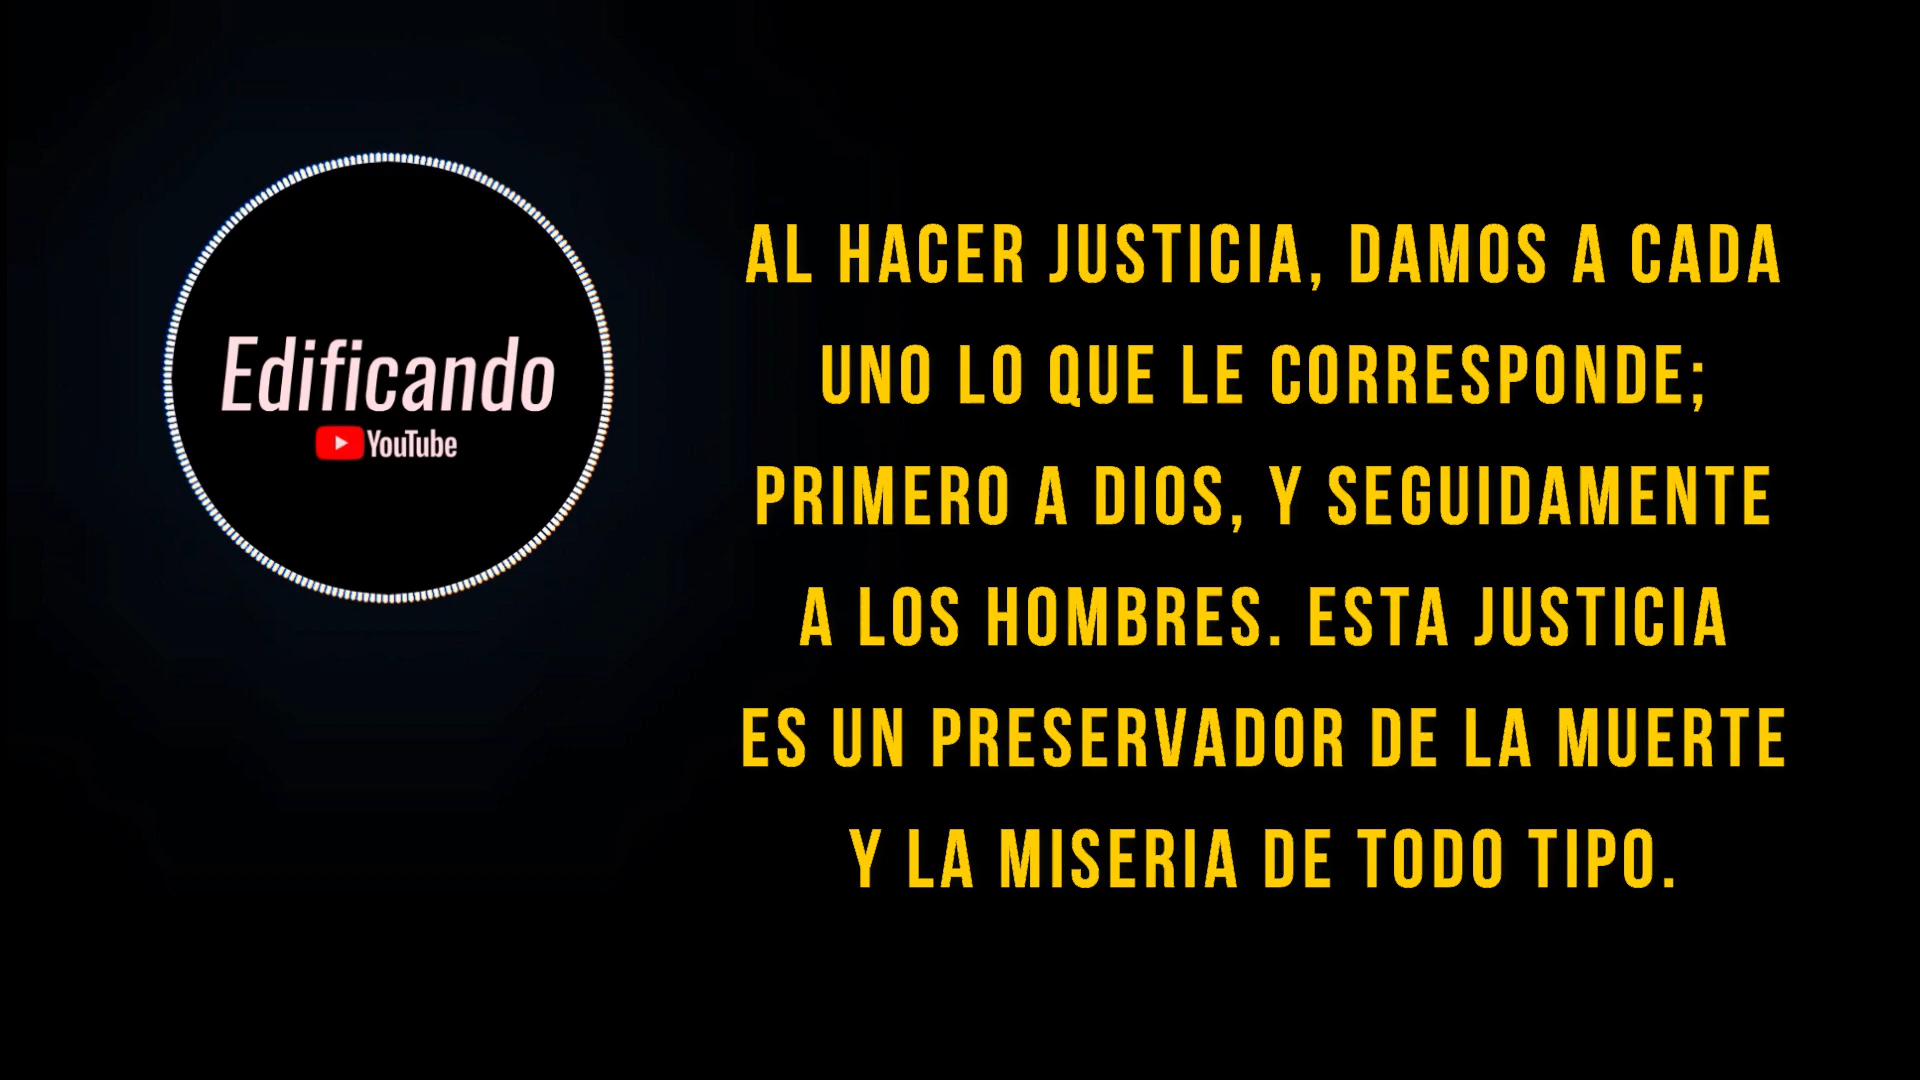 Edificando
YouTube
AL HACER JUSTICIA, DAMOS A CADA
UNO LO QUE LE CORRESPONDE;
PRIMERO A DIOS, Y SEGUIDAMENTE
A LOS HOMBRES. ESTA JUSTICIA
ES UN PRESERVADOR DE LA MUERTE
Y LA MISERIA DE TODO TIPO.